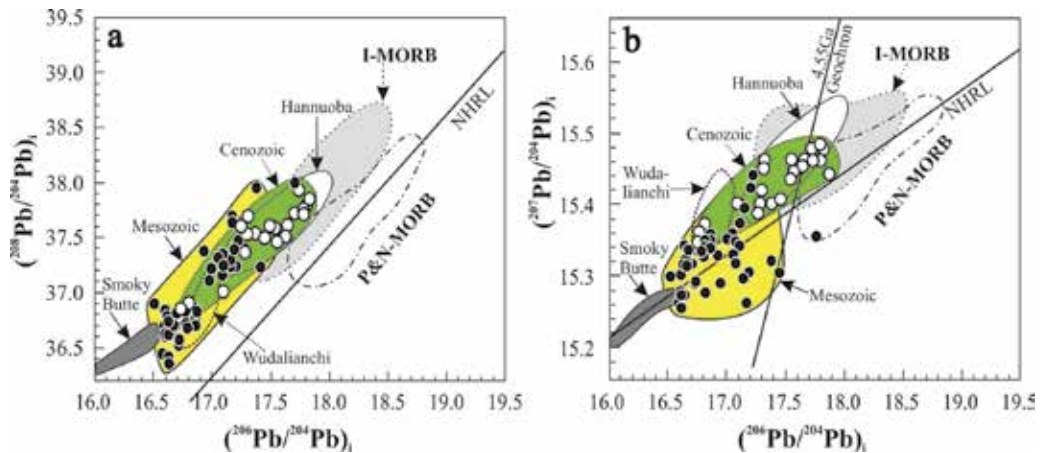 a
39.5
39.0
38.5
38.0
37.5
37.0
36.5
(²⁰⁸Pb/²⁰⁴Pb)ᵢ
I-MORB
Hannuoba
Cenozoic
NHRL
Mesozoic
P&N-MORB
Smoky
Butte
Wudalianchi
16.0 16.5 17.0 17.5 18.0 18.5 19.0 19.5
(²⁰⁶Pb/²⁰⁴Pb)ᵢ
b
15.6
15.5
15.4
15.3
15.2
(²⁰⁷Pb/²⁰⁴Pb)ᵢ
4.55Ga
Geochron
I-MORB
Hannuoba
NHRL
Cenozoic
Wuda-
lianchi
P&N-MORB
Smoky
Butte
Mesozoic
16.0 16.5 17.0 17.5 18.0 18.5 19.0 19.5
(²⁰⁶Pb/²⁰⁴Pb)ᵢ